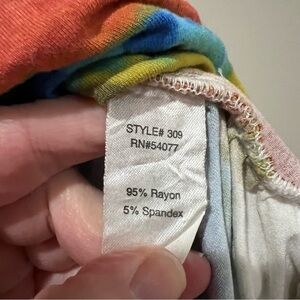 STYLE# 309
RN#54077
95% Rayon
5% Spandex